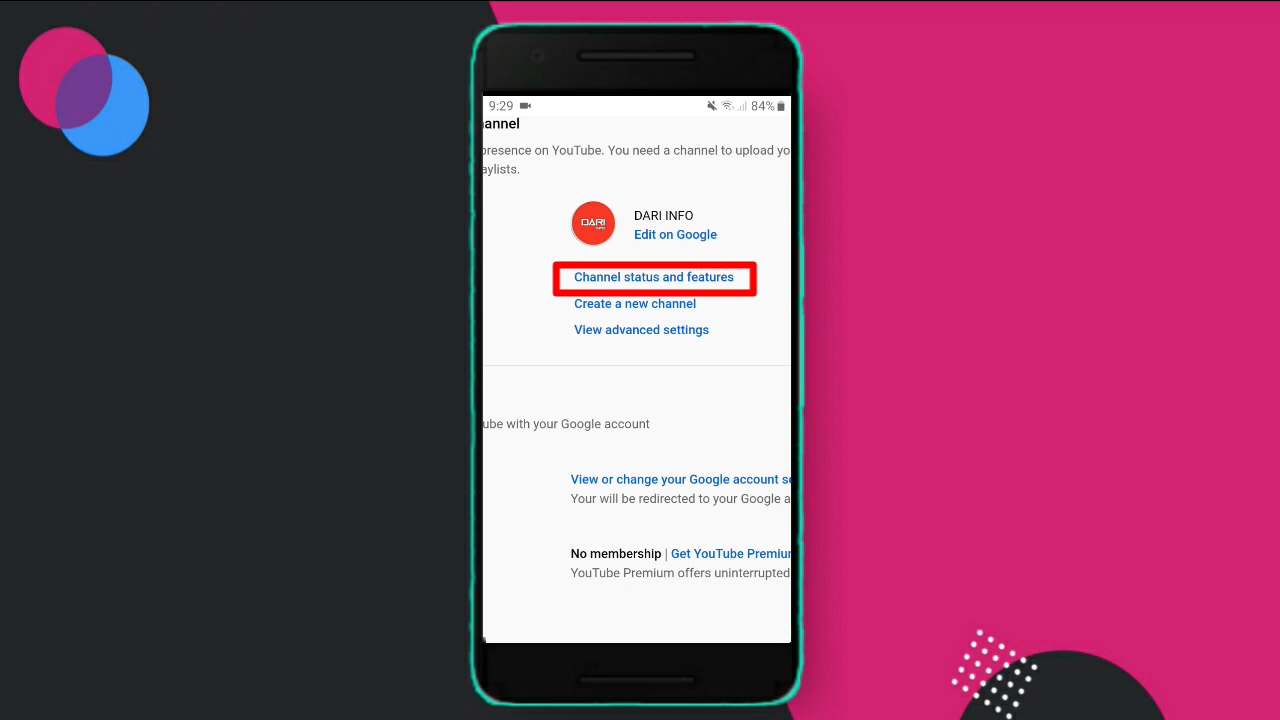 9:29 84%
annel
presence on YouTube. You need a channel to upload yo
aylists.
DARI
INFO
DARI INFO
Edit on Google
Channel status and features
Create a new channel
View advanced settings
ube with your Google account
View or change your Google account se
Your will be redirected to your Google a
No membership | Get YouTube Premiur
YouTube Premium offers uninterrupted